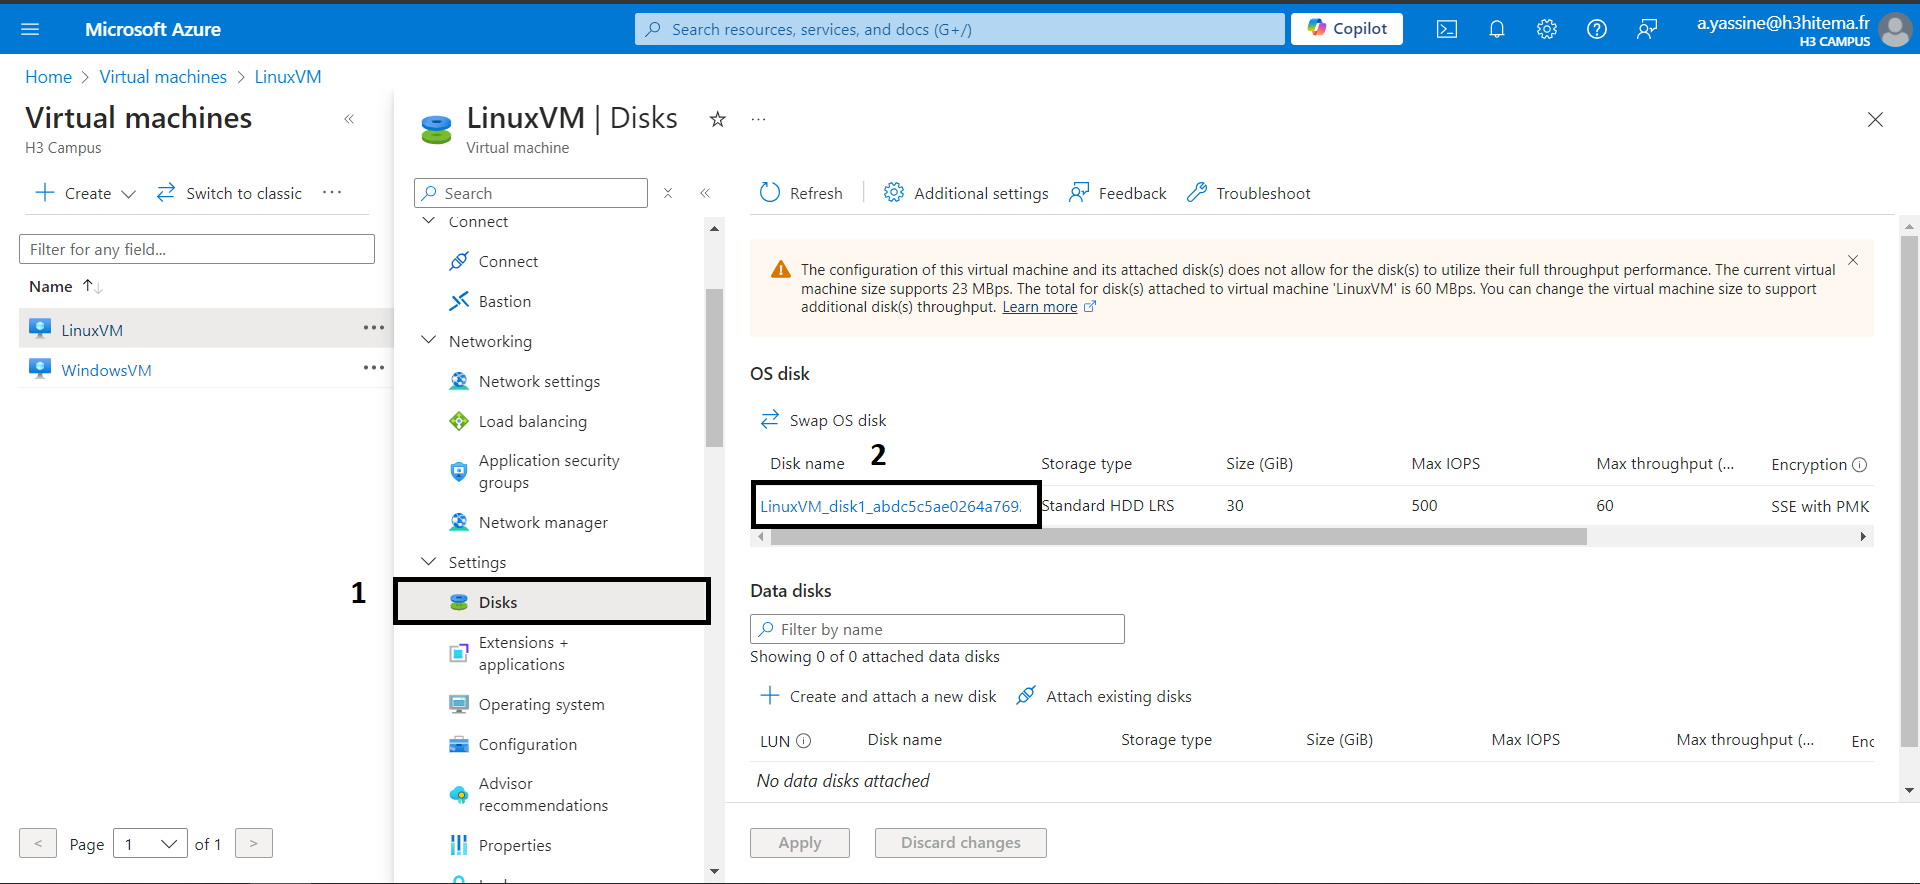 Microsoft Azure
Search resources, services, and docs (G+/)
Copilot
a.yassine@h3hitema.fr
H3 CAMPUS
Home > Virtual machines > LinuxVM
Virtual machines
H3 Campus
Create
Switch to classic
Filter for any field...
Name
LinuxVM
WindowsVM
< Page 1 of 1 >
LinuxVM | Disks
Virtual machine
Search
Connect
Connect
Bastion
Networking
Network settings
Load balancing
Application security
groups
Network manager
Settings
1
Disks
Extensions +
applications
Operating system
Configuration
Advisor
recommendations
Properties
Refresh
Additional settings
Feedback
Troubleshoot
The configuration of this virtual machine and its attached disk(s) does not allow for the disk(s) to utilize their full throughput performance. The current virtual
machine size supports 23 MBps. The total for disk(s) attached to virtual machine 'LinuxVM' is 60 MBps. You can change the virtual machine size to support
additional disk(s) throughput. Learn more
OS disk
Swap OS disk
2
Disk name Storage type Size (GiB) Max IOPS Max throughput (... Encryption
LinuxVM_disk1_abdc5c5ae0264a769 Standard HDD LRS 30 500 60 SSE with PMK
Data disks
Filter by name
Showing 0 of 0 attached data disks
Create and attach a new disk
Attach existing disks
LUN Disk name Storage type Size (GiB) Max IOPS Max throughput (... Enc
No data disks attached
Apply
Discard changes